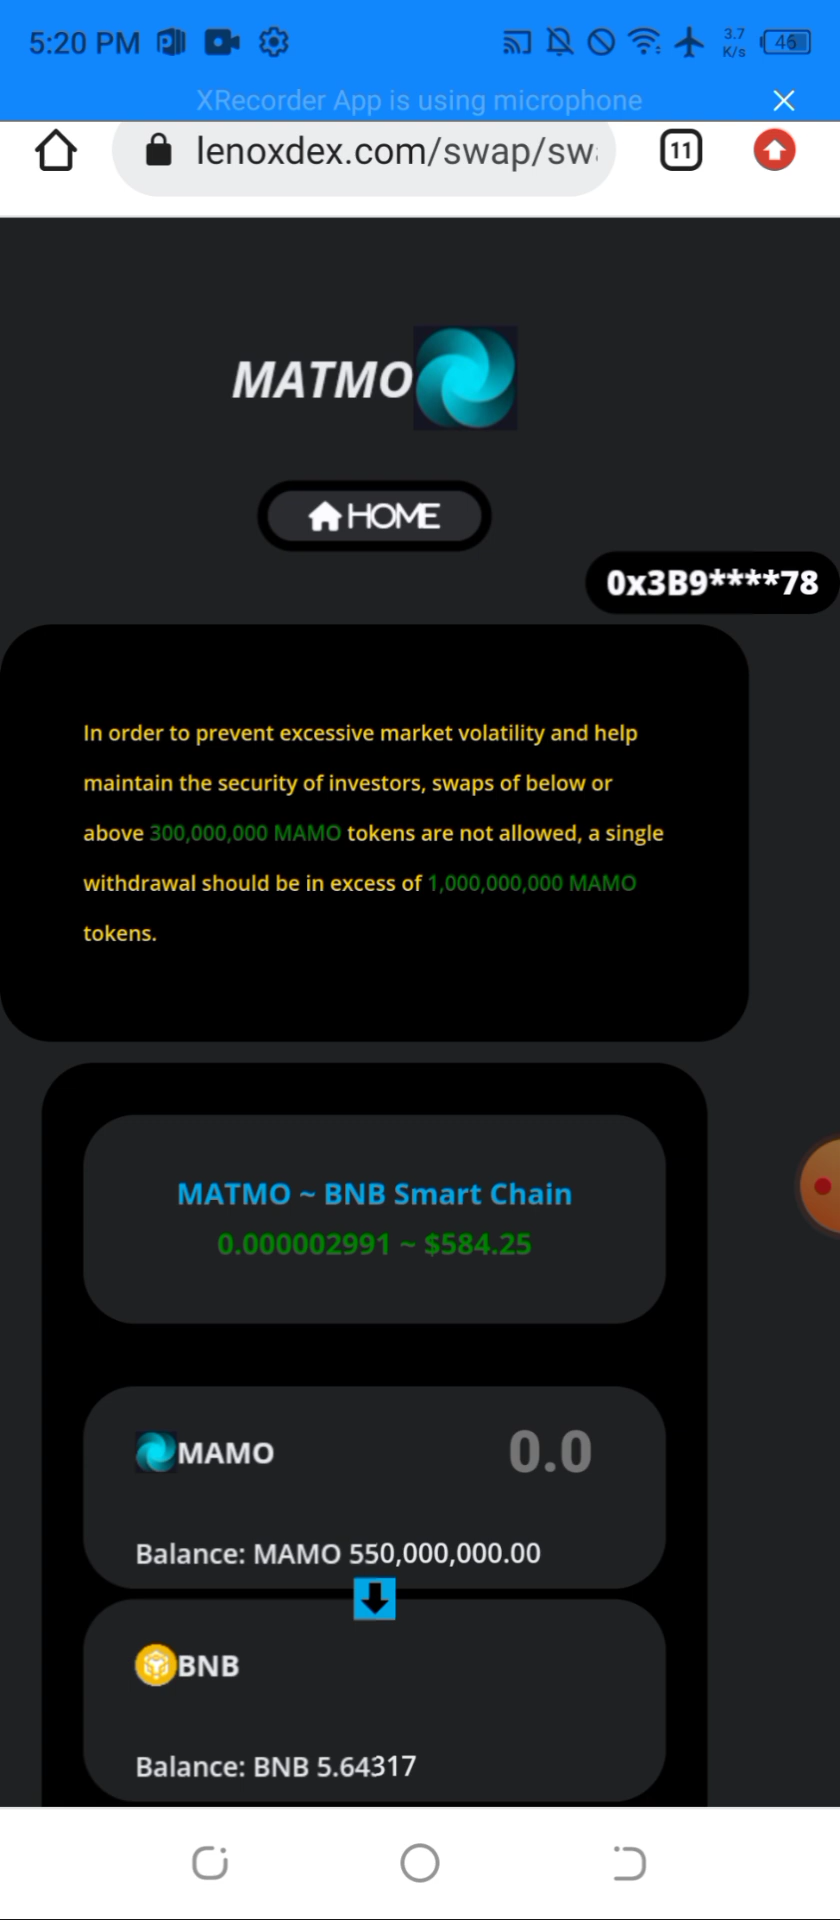 5:20 PM
3.7
K/s
46
XRecorder App is using microphone
lenoxdex.com/swap/sw
11
MATMO
HOME
0x3B9****78
In order to prevent excessive market volatility and help
maintain the security of investors, swaps of below or
above 300,000,000 MAMO tokens are not allowed, a single
withdrawal should be in excess of 1,000,000,000 MAMO
tokens.
MATMO ~ BNB Smart Chain
0.000002991 ~ $584.25
MAMO
0.0
Balance: MAMO 550,000,000.00
BNB
Balance: BNB 5.64317